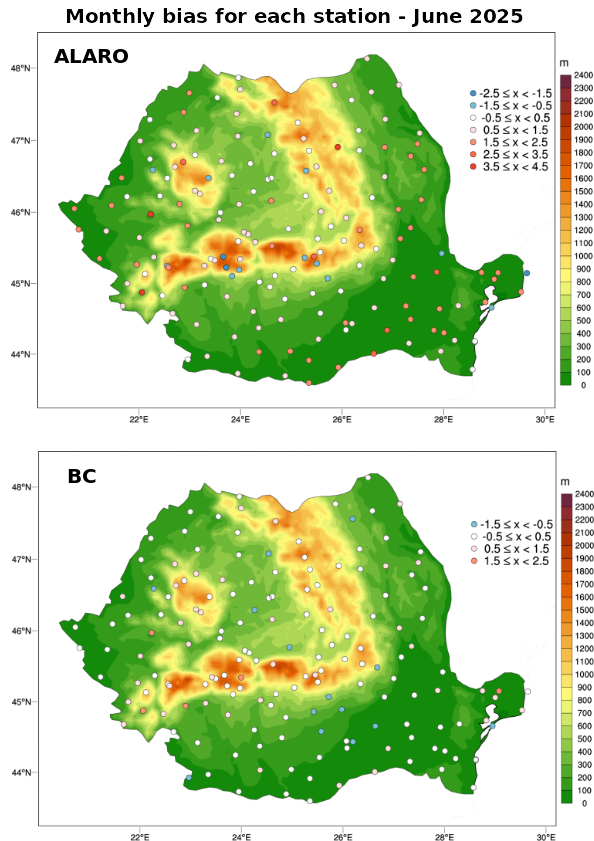 Monthly bias for each station - June 2025
ALARO
m
-2.5 ≤ x < -1.5
-1.5 ≤ x < -0.5
-0.5 ≤ x < 0.5
0.5 ≤ x < 1.5
1.5 ≤ x < 2.5
2.5 ≤ x < 3.5
3.5 ≤ x < 4.5
2400
2300
2200
2100
2000
1900
1800
1700
1600
1500
1400
1300
1200
1100
1000
900
800
700
600
500
400
300
200
100
0
48°N
47°N
46°N
45°N
44°N
22°E 24°E 26°E 28°E 30°E
BC
m
-1.5 ≤ x < -0.5
-0.5 ≤ x < 0.5
0.5 ≤ x < 1.5
1.5 ≤ x < 2.5
2400
2300
2200
2100
2000
1900
1800
1700
1600
1500
1400
1300
1200
1100
1000
900
800
700
600
500
400
300
200
100
0
48°N
47°N
46°N
45°N
44°N
22°E 24°E 26°E 28°E 30°E